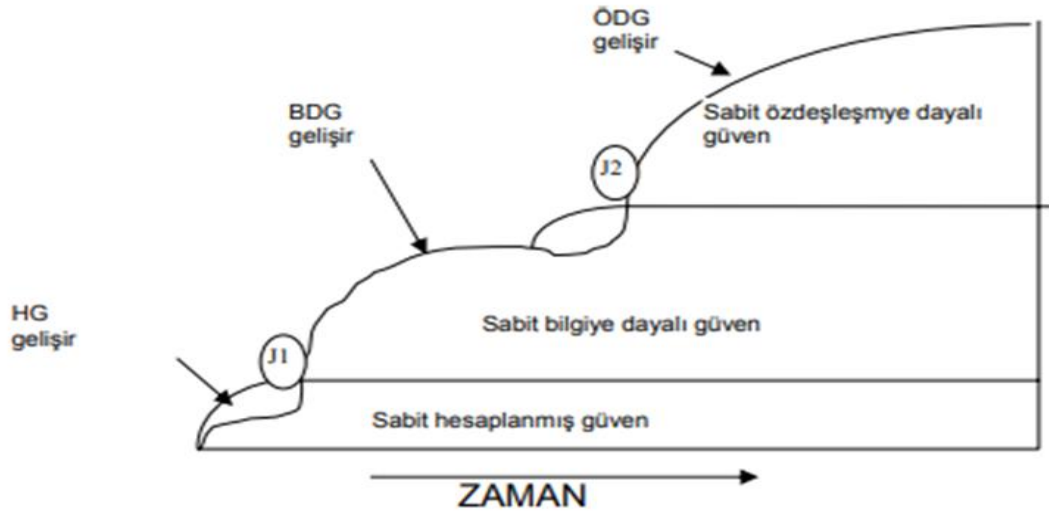 ÖDG
gelişir
Sabit özdeşleşmye dayalı
güven
BDG
gelişir
J2
HG
gelişir
J1
Sabit bilgiye dayalı güven
Sabit hesaplanmış güven
ZAMAN